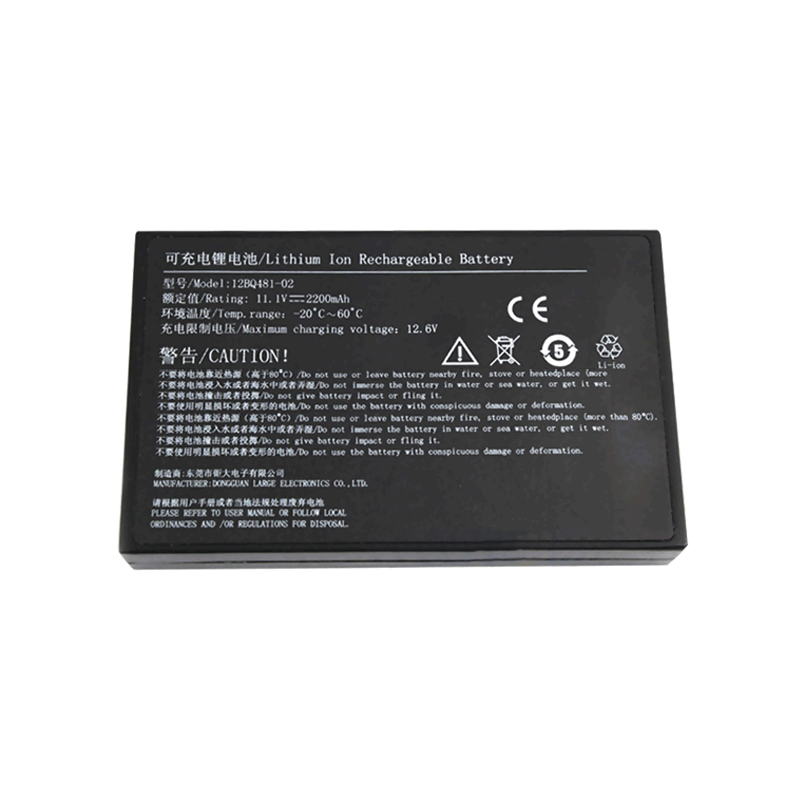 可充电锂电池/Lithium Ion Rechargeable Battery
型号/Model:12BQ481-02
额定值/Rating: 11.1V⎓2200mAh
环境温度/Temp.range: -20°C～60°C
充电限制电压/Maximum charging voltage: 12.6V
CE
警告/CAUTION!
5
Li-ion
不要将电池靠近热源（高于80°C）/Do not use or leave battery nearby fire, stove or heatedplace (more
不要将电池浸入水或者海水中或者弄湿/Do not immerse the battery in water or sea water, or get it wet.
不要将电池撞击或者投掷/Do not give battery impact or fling it.
不要使用明显损坏或者变形的电池/Do not use the battery with conspicuous damage or deformation.
不要将电池靠近热源（高于80°C）/Do not use or leave battery nearby fire, stove or heatedplace (more than 80°C).
不要将电池浸入水或者海水中或者弄湿/Do not immerse the battery in water or sea water, or get it wet.
不要将电池撞击或者投掷/Do not give battery impact or fling it.
不要使用明显损坏或者变形的电池/Do not use the battery with conspicuous damage or deformation.
制造商:东莞市钜大电子有限公司
MANUFACTURER: DONGGUAN LARGE ELECTRONICS CO.,LTD.
请根据用户手册或者当地法规处理废弃电池
PLEASE REFER TO USER MANUAL OR FOLLOW LOCAL
ORDINANCES AND /OR REGULATIONS FOR DISPOSAL.